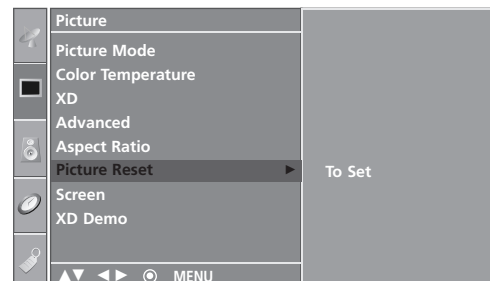 Picture
Picture Mode
Color Temperature
XD
Advanced
Aspect Ratio
Picture Reset ► To Set
Screen
XD Demo
▲▼ ◄► ⊙ MENU